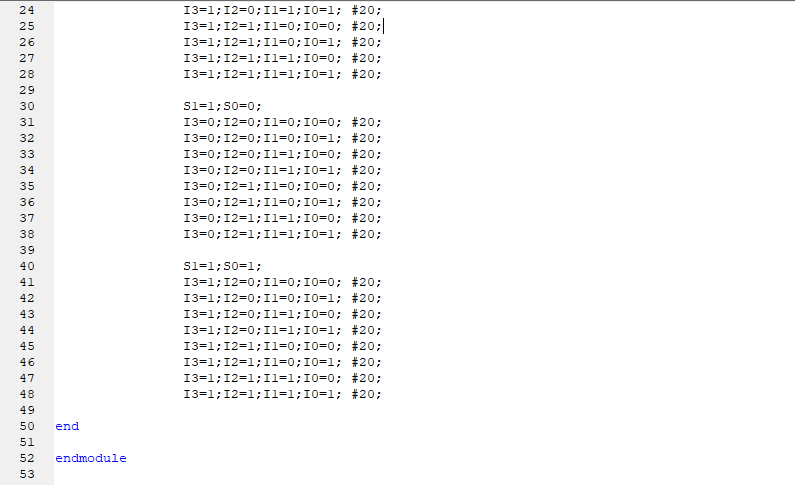 24 I3=1;I2=0;I1=1;I0=1; #20;
25 I3=1;I2=1;I1=0;I0=0; #20;
26 I3=1;I2=1;I1=0;I0=1; #20;
27 I3=1;I2=1;I1=1;I0=0; #20;
28 I3=1;I2=1;I1=1;I0=1; #20;
29
30 S1=1;S0=0;
31 I3=0;I2=0;I1=0;I0=0; #20;
32 I3=0;I2=0;I1=0;I0=1; #20;
33 I3=0;I2=0;I1=1;I0=0; #20;
34 I3=0;I2=0;I1=1;I0=1; #20;
35 I3=0;I2=1;I1=0;I0=0; #20;
36 I3=0;I2=1;I1=0;I0=1; #20;
37 I3=0;I2=1;I1=1;I0=0; #20;
38 I3=0;I2=1;I1=1;I0=1; #20;
39
40 S1=1;S0=1;
41 I3=1;I2=0;I1=0;I0=0; #20;
42 I3=1;I2=0;I1=0;I0=1; #20;
43 I3=1;I2=0;I1=1;I0=0; #20;
44 I3=1;I2=0;I1=1;I0=1; #20;
45 I3=1;I2=1;I1=0;I0=0; #20;
46 I3=1;I2=1;I1=0;I0=1; #20;
47 I3=1;I2=1;I1=1;I0=0; #20;
48 I3=1;I2=1;I1=1;I0=1; #20;
49
50 end
51
52 endmodule
53